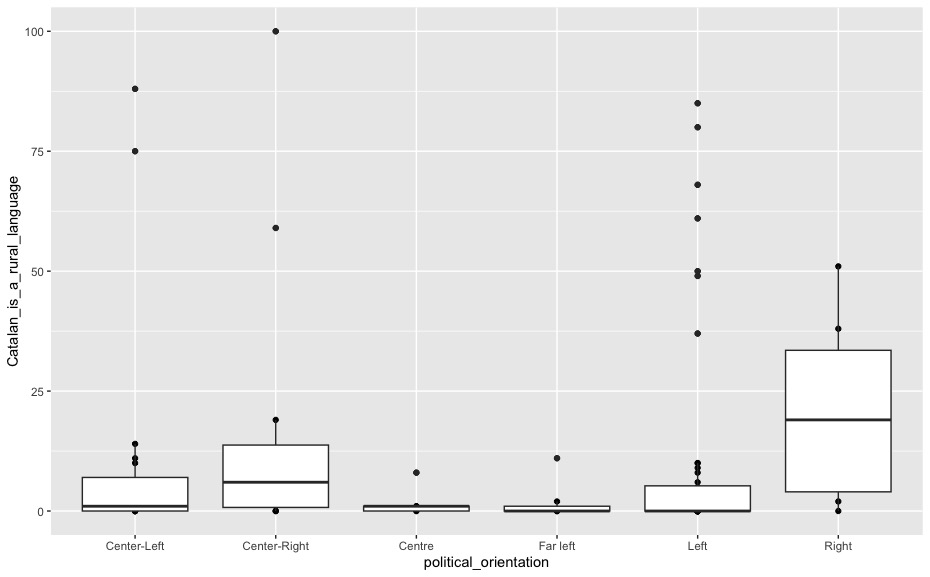 Catalan_is_a_rural_language
100
75
50
25
0
Center-Left Center-Right Centre Far left Left Right
political_orientation